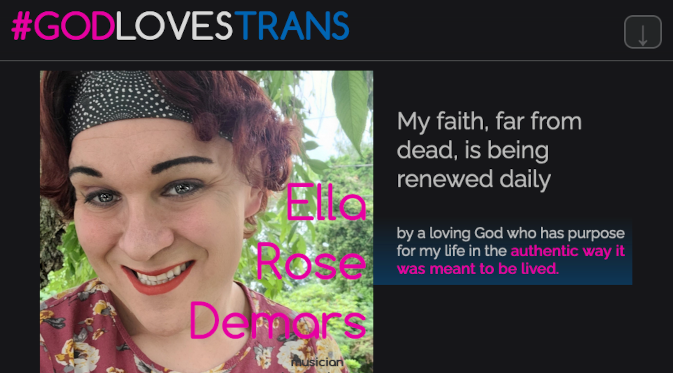 #GODLOVESTRANS
↓
My faith, far from
dead, is being
renewed daily
by a loving God who has purpose
for my life in the authentic way it
was meant to be lived.
Ella
Rose
Demars
musician